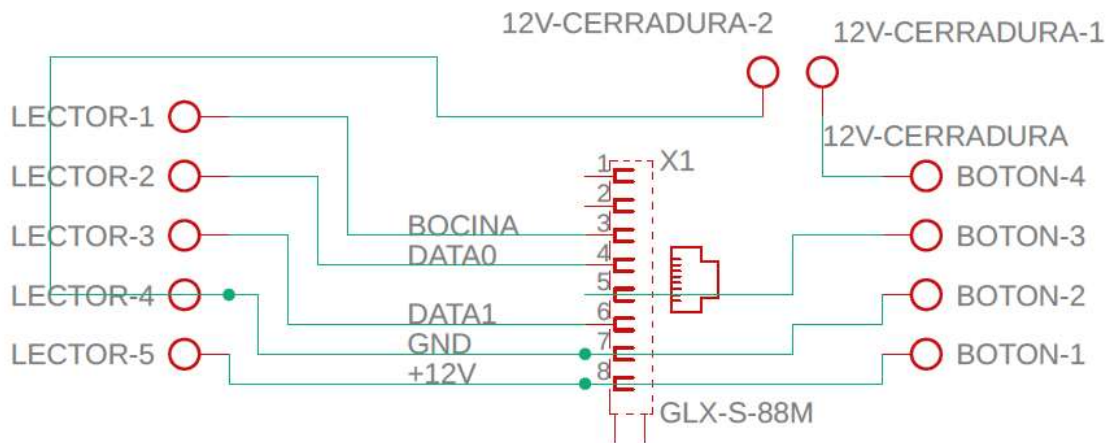 12V-CERRADURA-2
12V-CERRADURA-1
LECTOR-1
12V-CERRADURA
LECTOR-2
1
X1
BOTON-4
2
LECTOR-3
BOCINA
3
BOTON-3
DATA0
4
LECTOR-4
5
BOTON-2
DATA1
6
LECTOR-5
GND
7
BOTON-1
+12V
8
GLX-S-88M